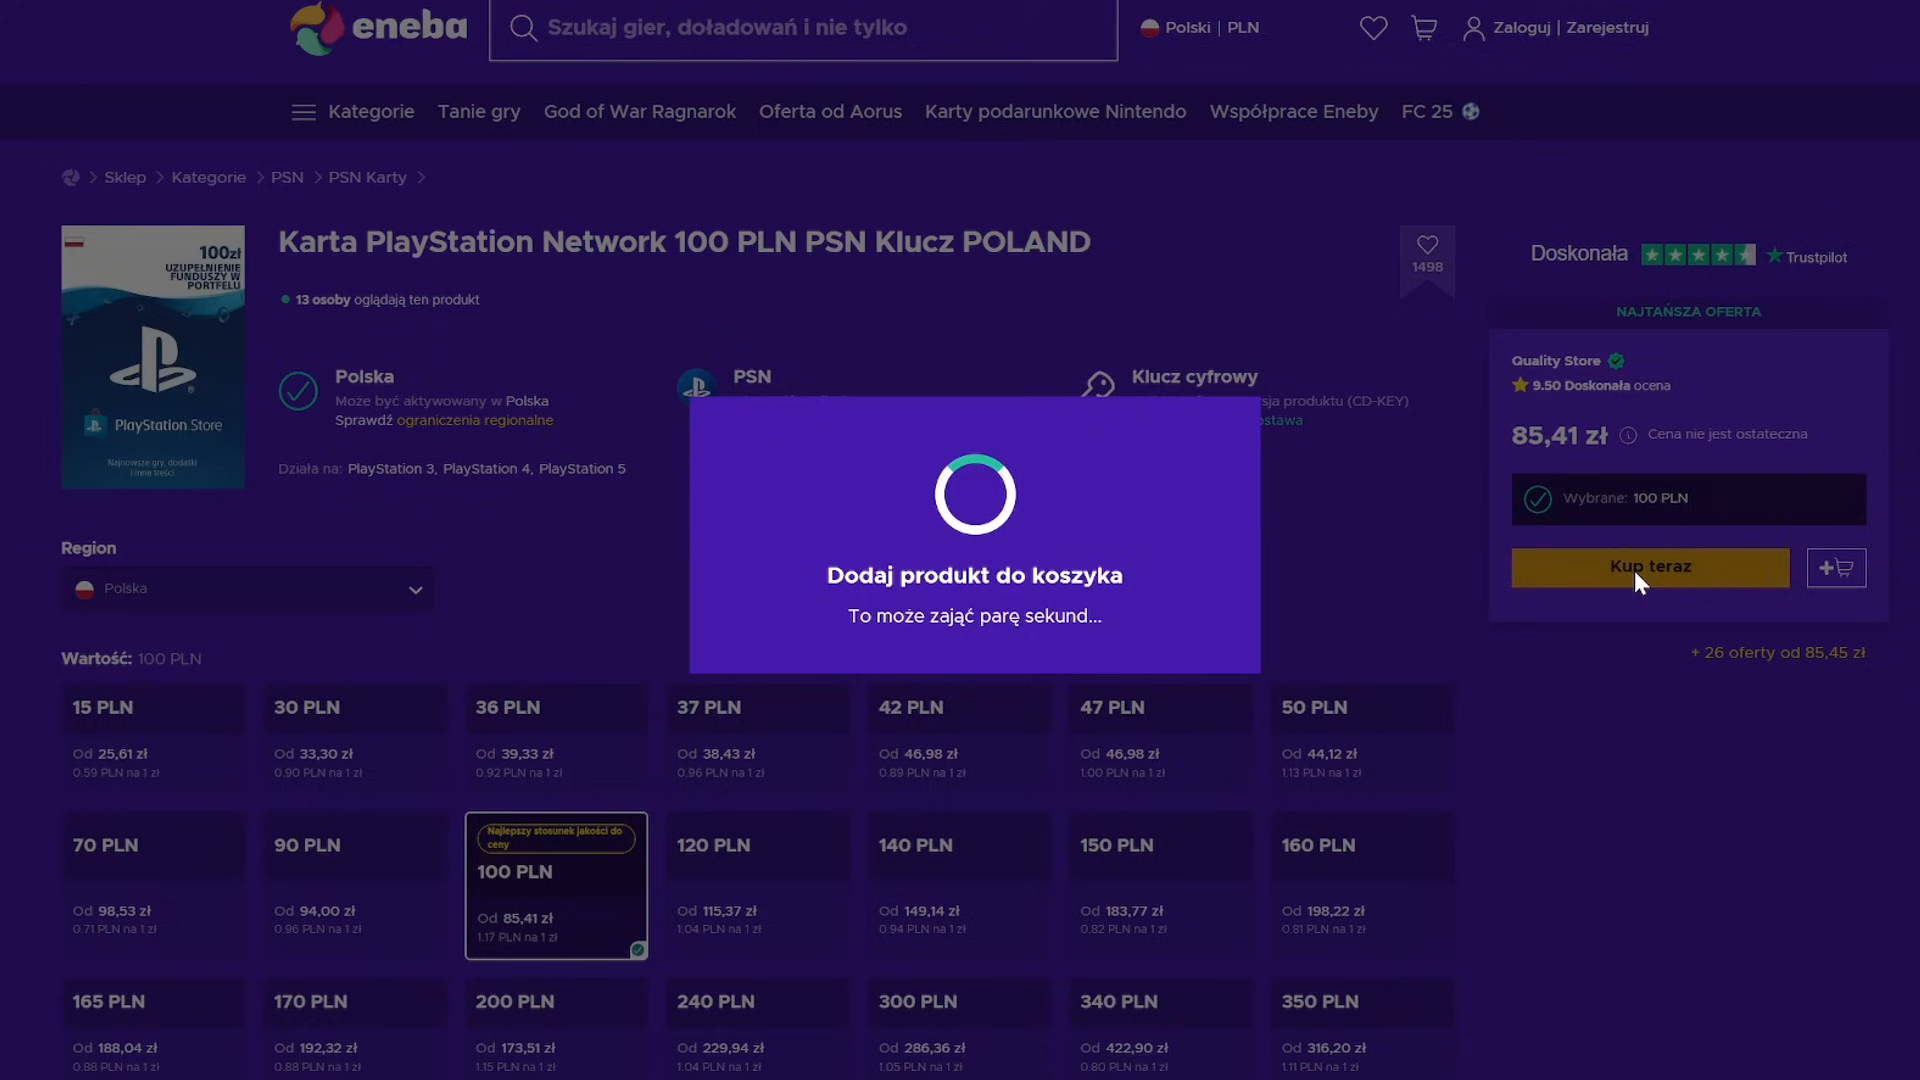 eneba
Szukaj gier, doładowań i nie tylko
Polski | PLN
Zaloguj | Zarejestruj
Kategorie
Tanie gry
God of War Ragnarok
Oferta od Aorus
Karty podarunkowe Nintendo
Współprace Eneby
FC 25
Sklep
Kategorie
PSN
PSN Karty
100zł
UZUPEŁNIENIE
FUNDUSZY W
PORTFELU
PlayStation.Store
Najnowsze gry, dodatki
i inne treści
Karta PlayStation Network 100 PLN PSN Klucz POLAND
13 osoby oglądają ten produkt
1498
Polska
Może być aktywowany w Polska
Sprawdź ograniczenia regionalne
PSN
Klucz cyfrowy
sja produktu (CD-KEY)
ostawa
Działa na: PlayStation 3, PlayStation 4, PlayStation 5
Doskonała
Trustpilot
NAJTAŃSZA OFERTA
Quality Store
9.50 Doskonała ocena
85,41 zł
Cena nie jest ostateczna
Wybrane: 100 PLN
Kup teraz
+ 26 oferty od 85,45 zł
Dodaj produkt do koszyka
To może zająć parę sekund...
Region
Polska
Wartość: 100 PLN
15 PLN
Od 25,61 zł
0.59 PLN na 1 zł
30 PLN
Od 33,30 zł
0.90 PLN na 1 zł
36 PLN
Od 39,33 zł
0.92 PLN na 1 zł
37 PLN
Od 38,43 zł
0.96 PLN na 1 zł
42 PLN
Od 46,98 zł
0.89 PLN na 1 zł
47 PLN
Od 46,98 zł
1.00 PLN na 1 zł
50 PLN
Od 44,12 zł
1.13 PLN na 1 zł
70 PLN
Od 98,53 zł
0.71 PLN na 1 zł
90 PLN
Od 94,00 zł
0.96 PLN na 1 zł
Najlepszy stosunek jakości do
ceny
100 PLN
Od 85,41 zł
1.17 PLN na 1 zł
120 PLN
Od 115,37 zł
1.04 PLN na 1 zł
140 PLN
Od 149,14 zł
0.94 PLN na 1 zł
150 PLN
Od 183,77 zł
0.82 PLN na 1 zł
160 PLN
Od 198,22 zł
0.81 PLN na 1 zł
165 PLN
Od 188,04 zł
0.88 PLN na 1 zł
170 PLN
Od 192,32 zł
0.88 PLN na 1 zł
200 PLN
Od 173,51 zł
1.15 PLN na 1 zł
240 PLN
Od 229,94 zł
1.04 PLN na 1 zł
300 PLN
Od 286,36 zł
1.05 PLN na 1 zł
340 PLN
Od 422,90 zł
0.80 PLN na 1 zł
350 PLN
Od 316,20 zł
1.11 PLN na 1 zł